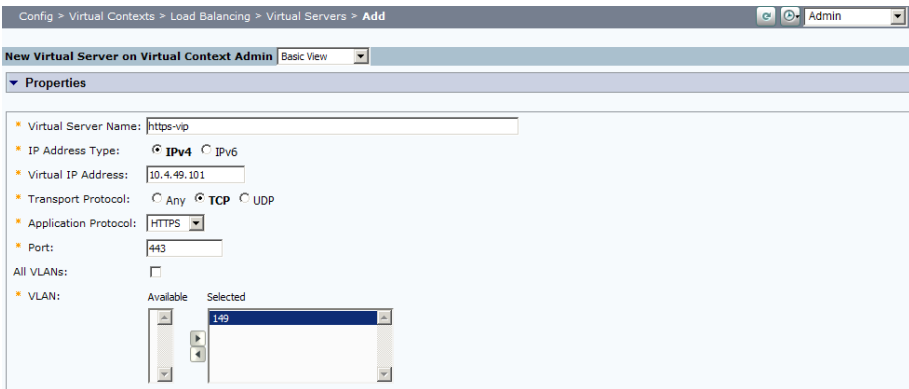 Config > Virtual Contexts > Load Balancing > Virtual Servers > Add Admin
New Virtual Server on Virtual Context Admin Basic View
Properties
* Virtual Server Name: https-vip
* IP Address Type: IPv4 IPv6
* Virtual IP Address: 10.4.49.101
* Transport Protocol: Any TCP UDP
* Application Protocol: HTTPS
* Port: 443
All VLANs:
* VLAN: Available Selected
149